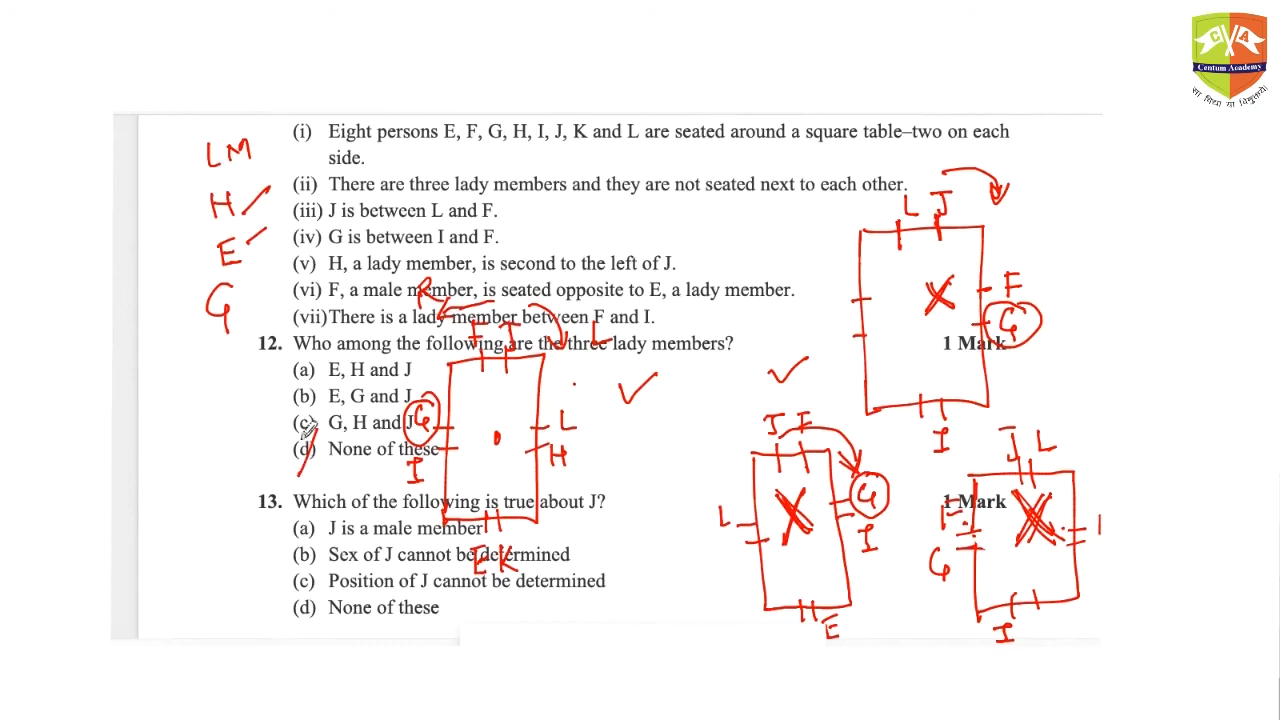 C A
Centum Academy
सा विद्या या विमुक्तये
(i) Eight persons E, F, G, H, I, J, K and L are seated around a square table–two on each
side.
(ii) There are three lady members and they are not seated next to each other.
(iii) J is between L and F.
(iv) G is between I and F.
(v) H, a lady member, is second to the left of J.
(vi) F, a male member, is seated opposite to E, a lady member.
(vii)There is a lady member between F and I.
12. Who among the following are the three lady members? 1 Mark
(a) E, H and J
(b) E, G and J
(c) G, H and J
(d) None of these
13. Which of the following is true about J? 1 Mark
(a) J is a male member
(b) Sex of J cannot be determined
(c) Position of J cannot be determined
(d) None of these
LM
H
E
G
R
F J L
G
I
L
H
E K
L J
F
G
I
J F
L
G
I
E
J L
F
G
I